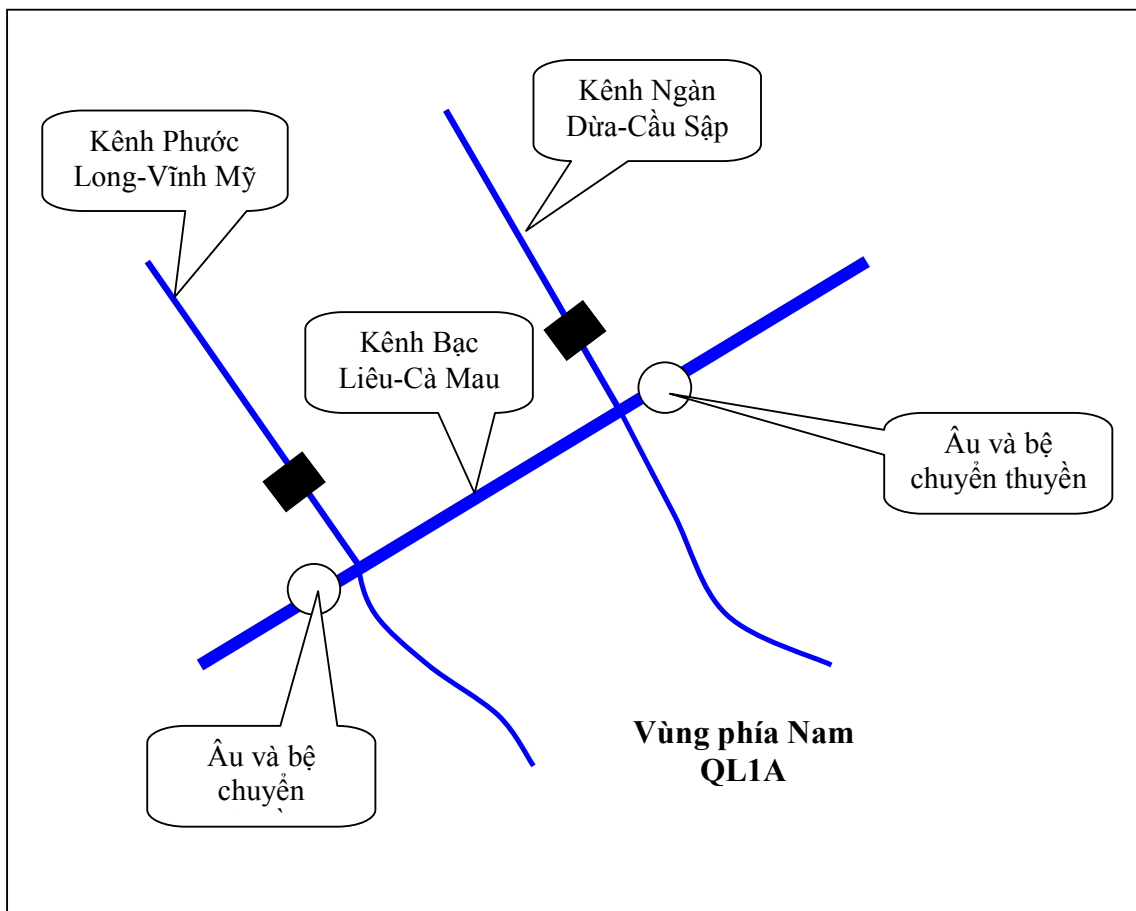 Kênh Ngàn
Dừa-Cầu Sập
Kênh Phước
Long-Vĩnh Mỹ
Kênh Bạc
Liêu-Cà Mau
Âu và bệ
chuyển thuyền
Vùng phía Nam
QL1A
Âu và bệ
chuyển